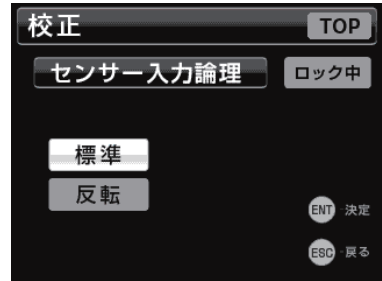 校正 TOP
センサー入力論理 ロック中
標準
反転
ENT 決定
ESC 戻る